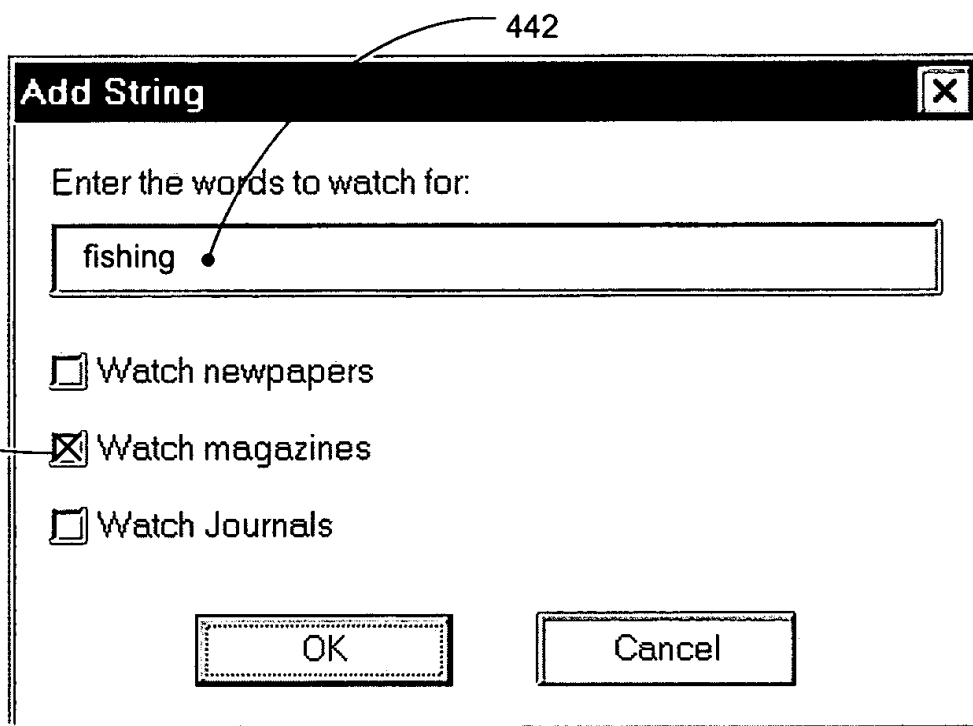 442
Add String
Enter the words to watch for:
fishing
Watch newpapers
Watch magazines
Watch Journals
OK Cancel